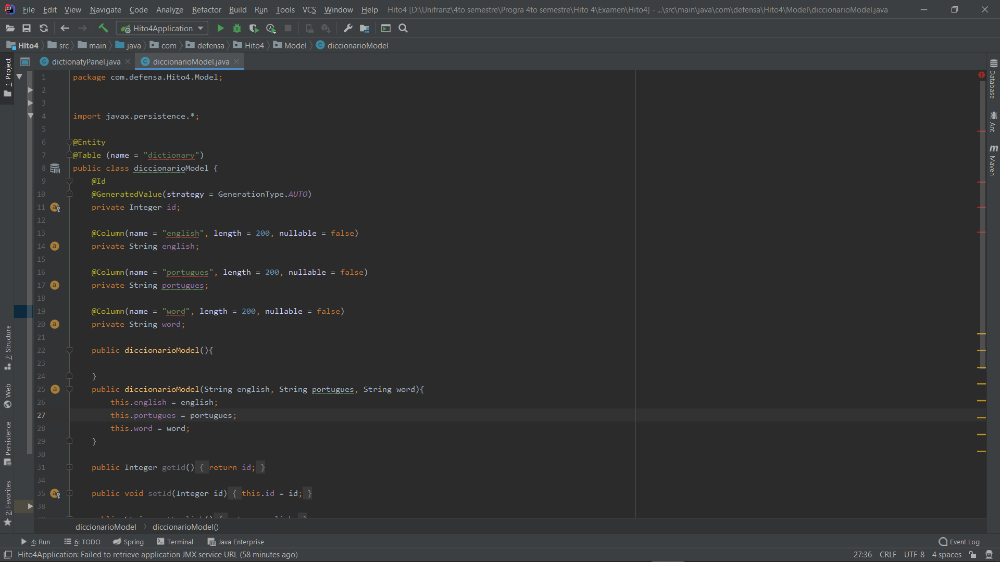 File Edit View Navigate Code Analyze Refactor Build Run Tools VCS Window Help Hito4 [D:\Unifranz\4to semestre\Progra 4to semestre\Hito 4\Examen\Hito4] - ...\src\main\java\com\defensa\Hito4\Model\diccionarioModel.java
Hito4Application
Hito4 src main java com defensa Hito4 Model diccionarioModel
dictionatyPanel.java diccionarioModel.java
1: Project
7: Structure
Web
Persistence
2: Favorites
Database
Ant
Maven
1 package com.defensa.Hito4.Model;
2
3
4 import javax.persistence.*;
5
6 @Entity
7 @Table (name = "dictionary")
8 public class diccionarioModel {
9 @Id
10 @GeneratedValue(strategy = GenerationType.AUTO)
11 private Integer id;
12
13 @Column(name = "english", length = 200, nullable = false)
14 private String english;
15
16 @Column(name = "portugues", length = 200, nullable = false)
17 private String portugues;
18
19 @Column(name = "word", length = 200, nullable = false)
20 private String word;
21
22 public diccionarioModel(){
23
24 }
25 public diccionarioModel(String english, String portugues, String word){
26 this.english = english;
27 this.portugues = portugues;
28 this.word = word;
29 }
30
31 public Integer getId() { return id; }
34
35 public void setId(Integer id) { this.id = id; }
38
diccionarioModel diccionarioModel()
4: Run 6: TODO Spring Terminal Java Enterprise Event Log
Hito4Application: Failed to retrieve application JMX service URL (58 minutes ago) 27:36 CRLF UTF-8 4 spaces